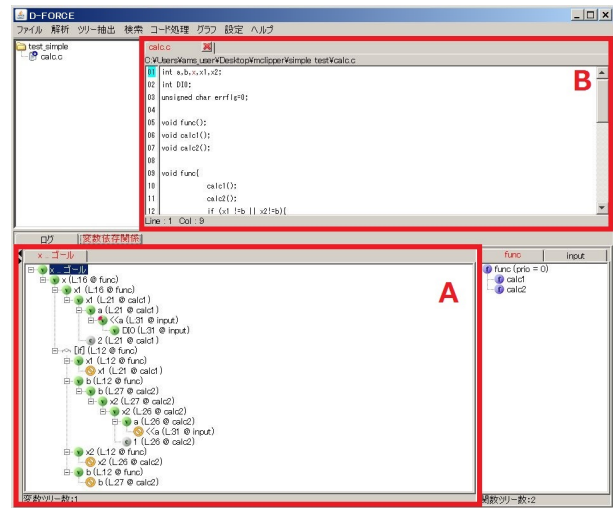 D-FORCE
ファイル 解析 ツリー抽出 検索 コード処理 グラフ 設定 ヘルプ
test_simple
calc.c
calc.c
C:¥Users¥ams_user¥Desktop¥mclipper¥simple test¥calc.c
B
01 int a,b,x,x1,x2;
02 int DIO;
03 unsigned char errflg=0;
04
05 void func();
06 void calc1();
07 void calc2();
08
09 void func{
10 calc1();
11 calc2();
12 if (x1 !=b || x2!=b){
Line : 1 Col : 9
ログ 変数依存関係
x .. ゴール
A
x .. ゴール
x (L:16 @ func)
x1 (L:16 @ func)
x1 (L:21 @ calc1)
a (L:21 @ calc1)
<<a (L:31 @ input)
DIO (L:31 @ input)
2 (L:21 @ calc1)
[if] (L:12 @ func)
x1 (L:12 @ func)
x1 (L:21 @ calc1)
b (L:12 @ func)
b (L:27 @ calc2)
x2 (L:27 @ calc2)
x2 (L:26 @ calc2)
a (L:26 @ calc2)
<<a (L:31 @ input)
1 (L:26 @ calc2)
x2 (L:12 @ func)
x2 (L:26 @ calc2)
b (L:12 @ func)
b (L:27 @ calc2)
変数ツリー数:1
func input
func (prio = 0)
calc1
calc2
関数ツリー数:2